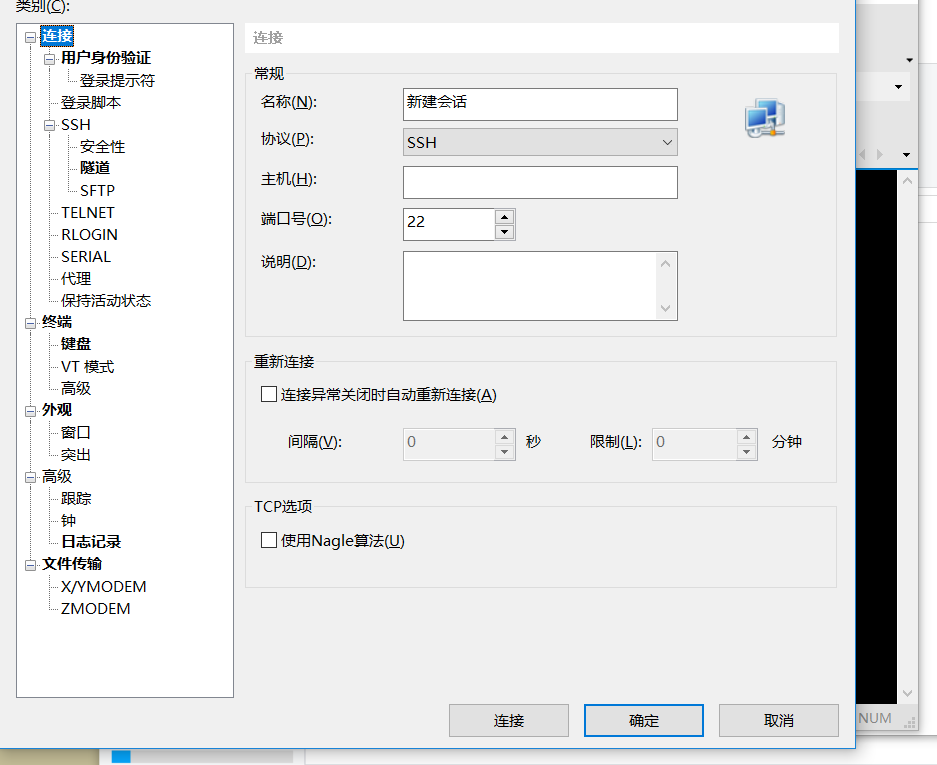 类别(C):
连接
用户身份验证
登录提示符
登录脚本
SSH
安全性
隧道
SFTP
TELNET
RLOGIN
SERIAL
代理
保持活动状态
终端
键盘
VT 模式
高级
外观
窗口
突出
高级
跟踪
钟
日志记录
文件传输
X/YMODEM
ZMODEM
连接
常规
名称(N): 新建会话
协议(P): SSH
主机(H):
端口号(O): 22
说明(D):
重新连接
连接异常关闭时自动重新连接(A)
间隔(V): 0 秒 限制(L): 0 分钟
TCP选项
使用Nagle算法(U)
连接 确定 取消
NUM